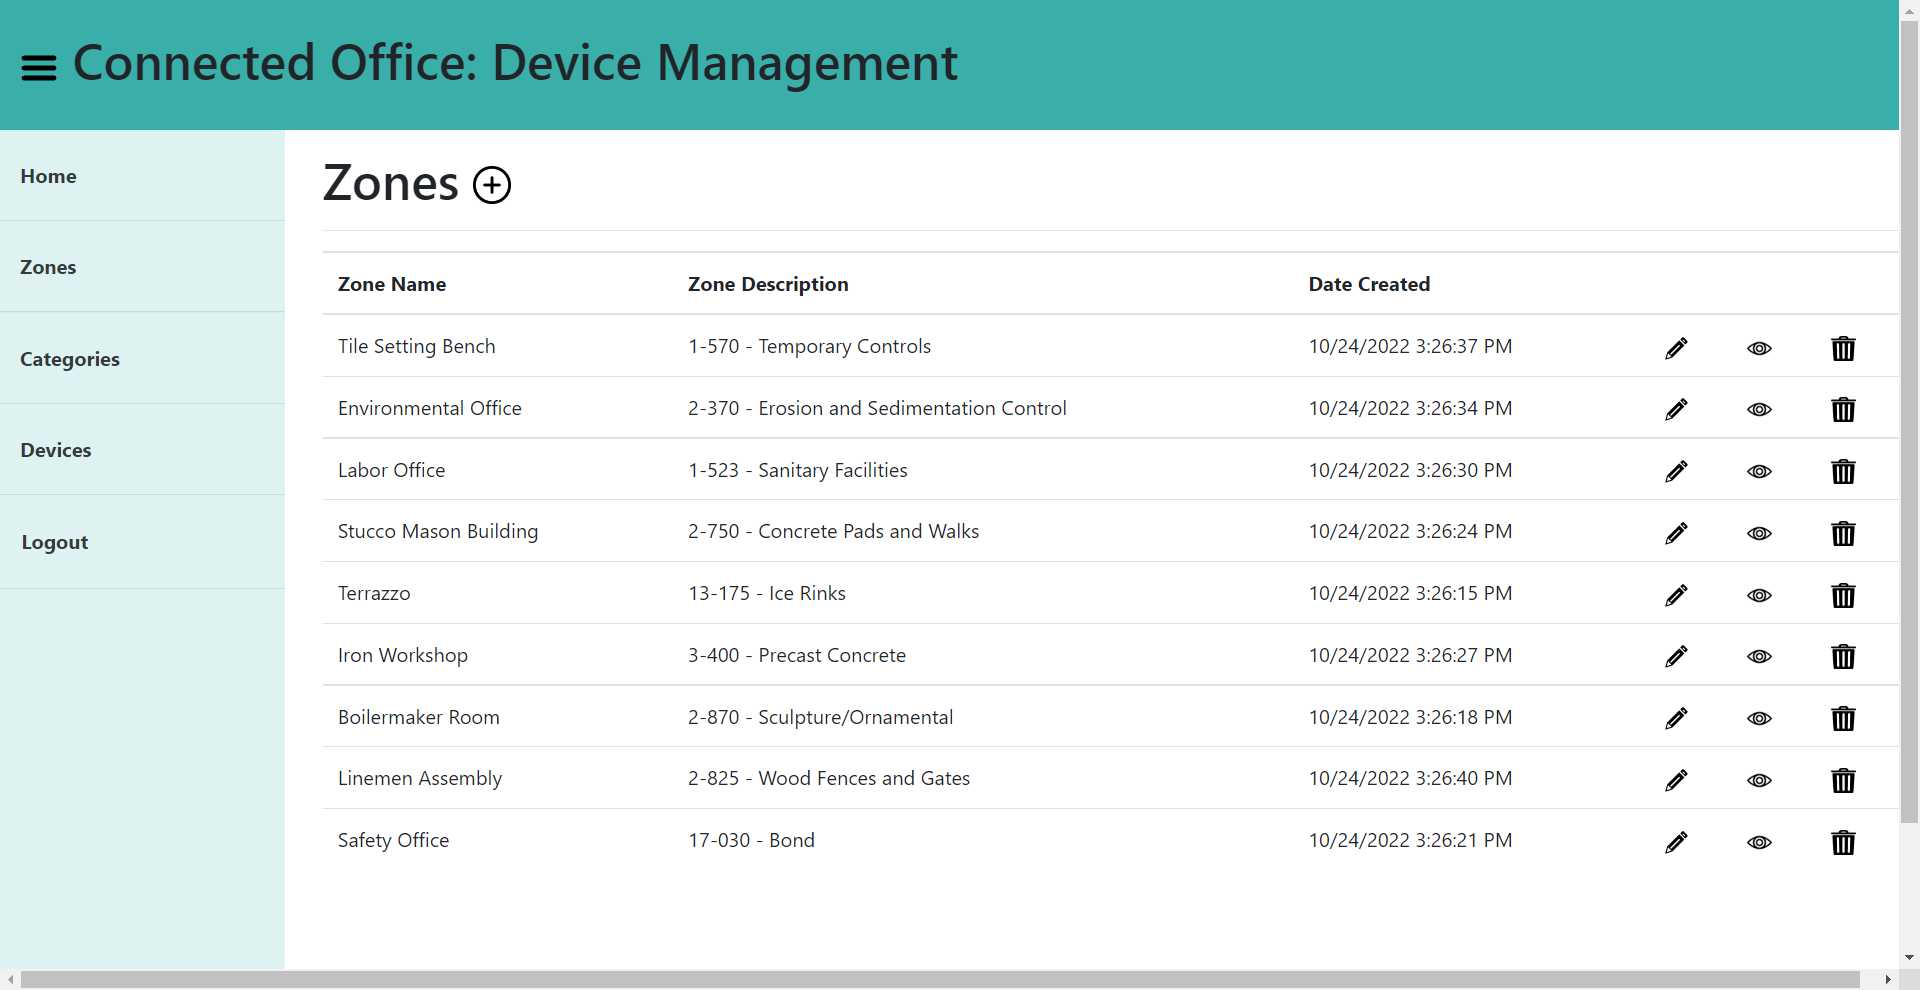 Connected Office: Device Management
Home
Zones
Categories
Devices
Logout
Zones
Zone Name Zone Description Date Created
Tile Setting Bench 1-570 - Temporary Controls 10/24/2022 3:26:37 PM
Environmental Office 2-370 - Erosion and Sedimentation Control 10/24/2022 3:26:34 PM
Labor Office 1-523 - Sanitary Facilities 10/24/2022 3:26:30 PM
Stucco Mason Building 2-750 - Concrete Pads and Walks 10/24/2022 3:26:24 PM
Terrazzo 13-175 - Ice Rinks 10/24/2022 3:26:15 PM
Iron Workshop 3-400 - Precast Concrete 10/24/2022 3:26:27 PM
Boilermaker Room 2-870 - Sculpture/Ornamental 10/24/2022 3:26:18 PM
Linemen Assembly 2-825 - Wood Fences and Gates 10/24/2022 3:26:40 PM
Safety Office 17-030 - Bond 10/24/2022 3:26:21 PM